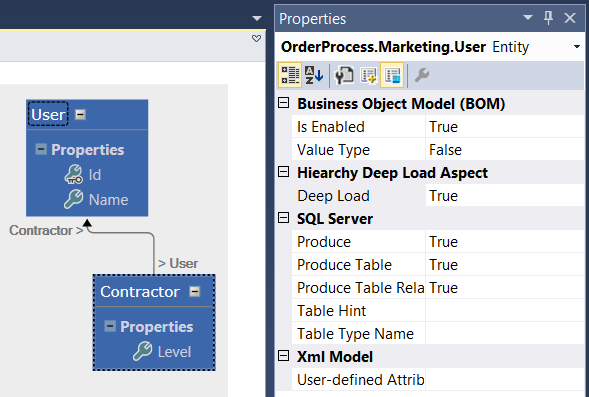 User
Properties
Id
Name
Contractor >
> User
Contractor
Properties
Level
Properties
OrderProcess.Marketing.User Entity
Business Object Model (BOM)
Is Enabled True
Value Type False
Hiearchy Deep Load Aspect
Deep Load True
SQL Server
Produce True
Produce Table True
Produce Table Rela True
Table Hint
Table Type Name
Xml Model
User-defined Attrib